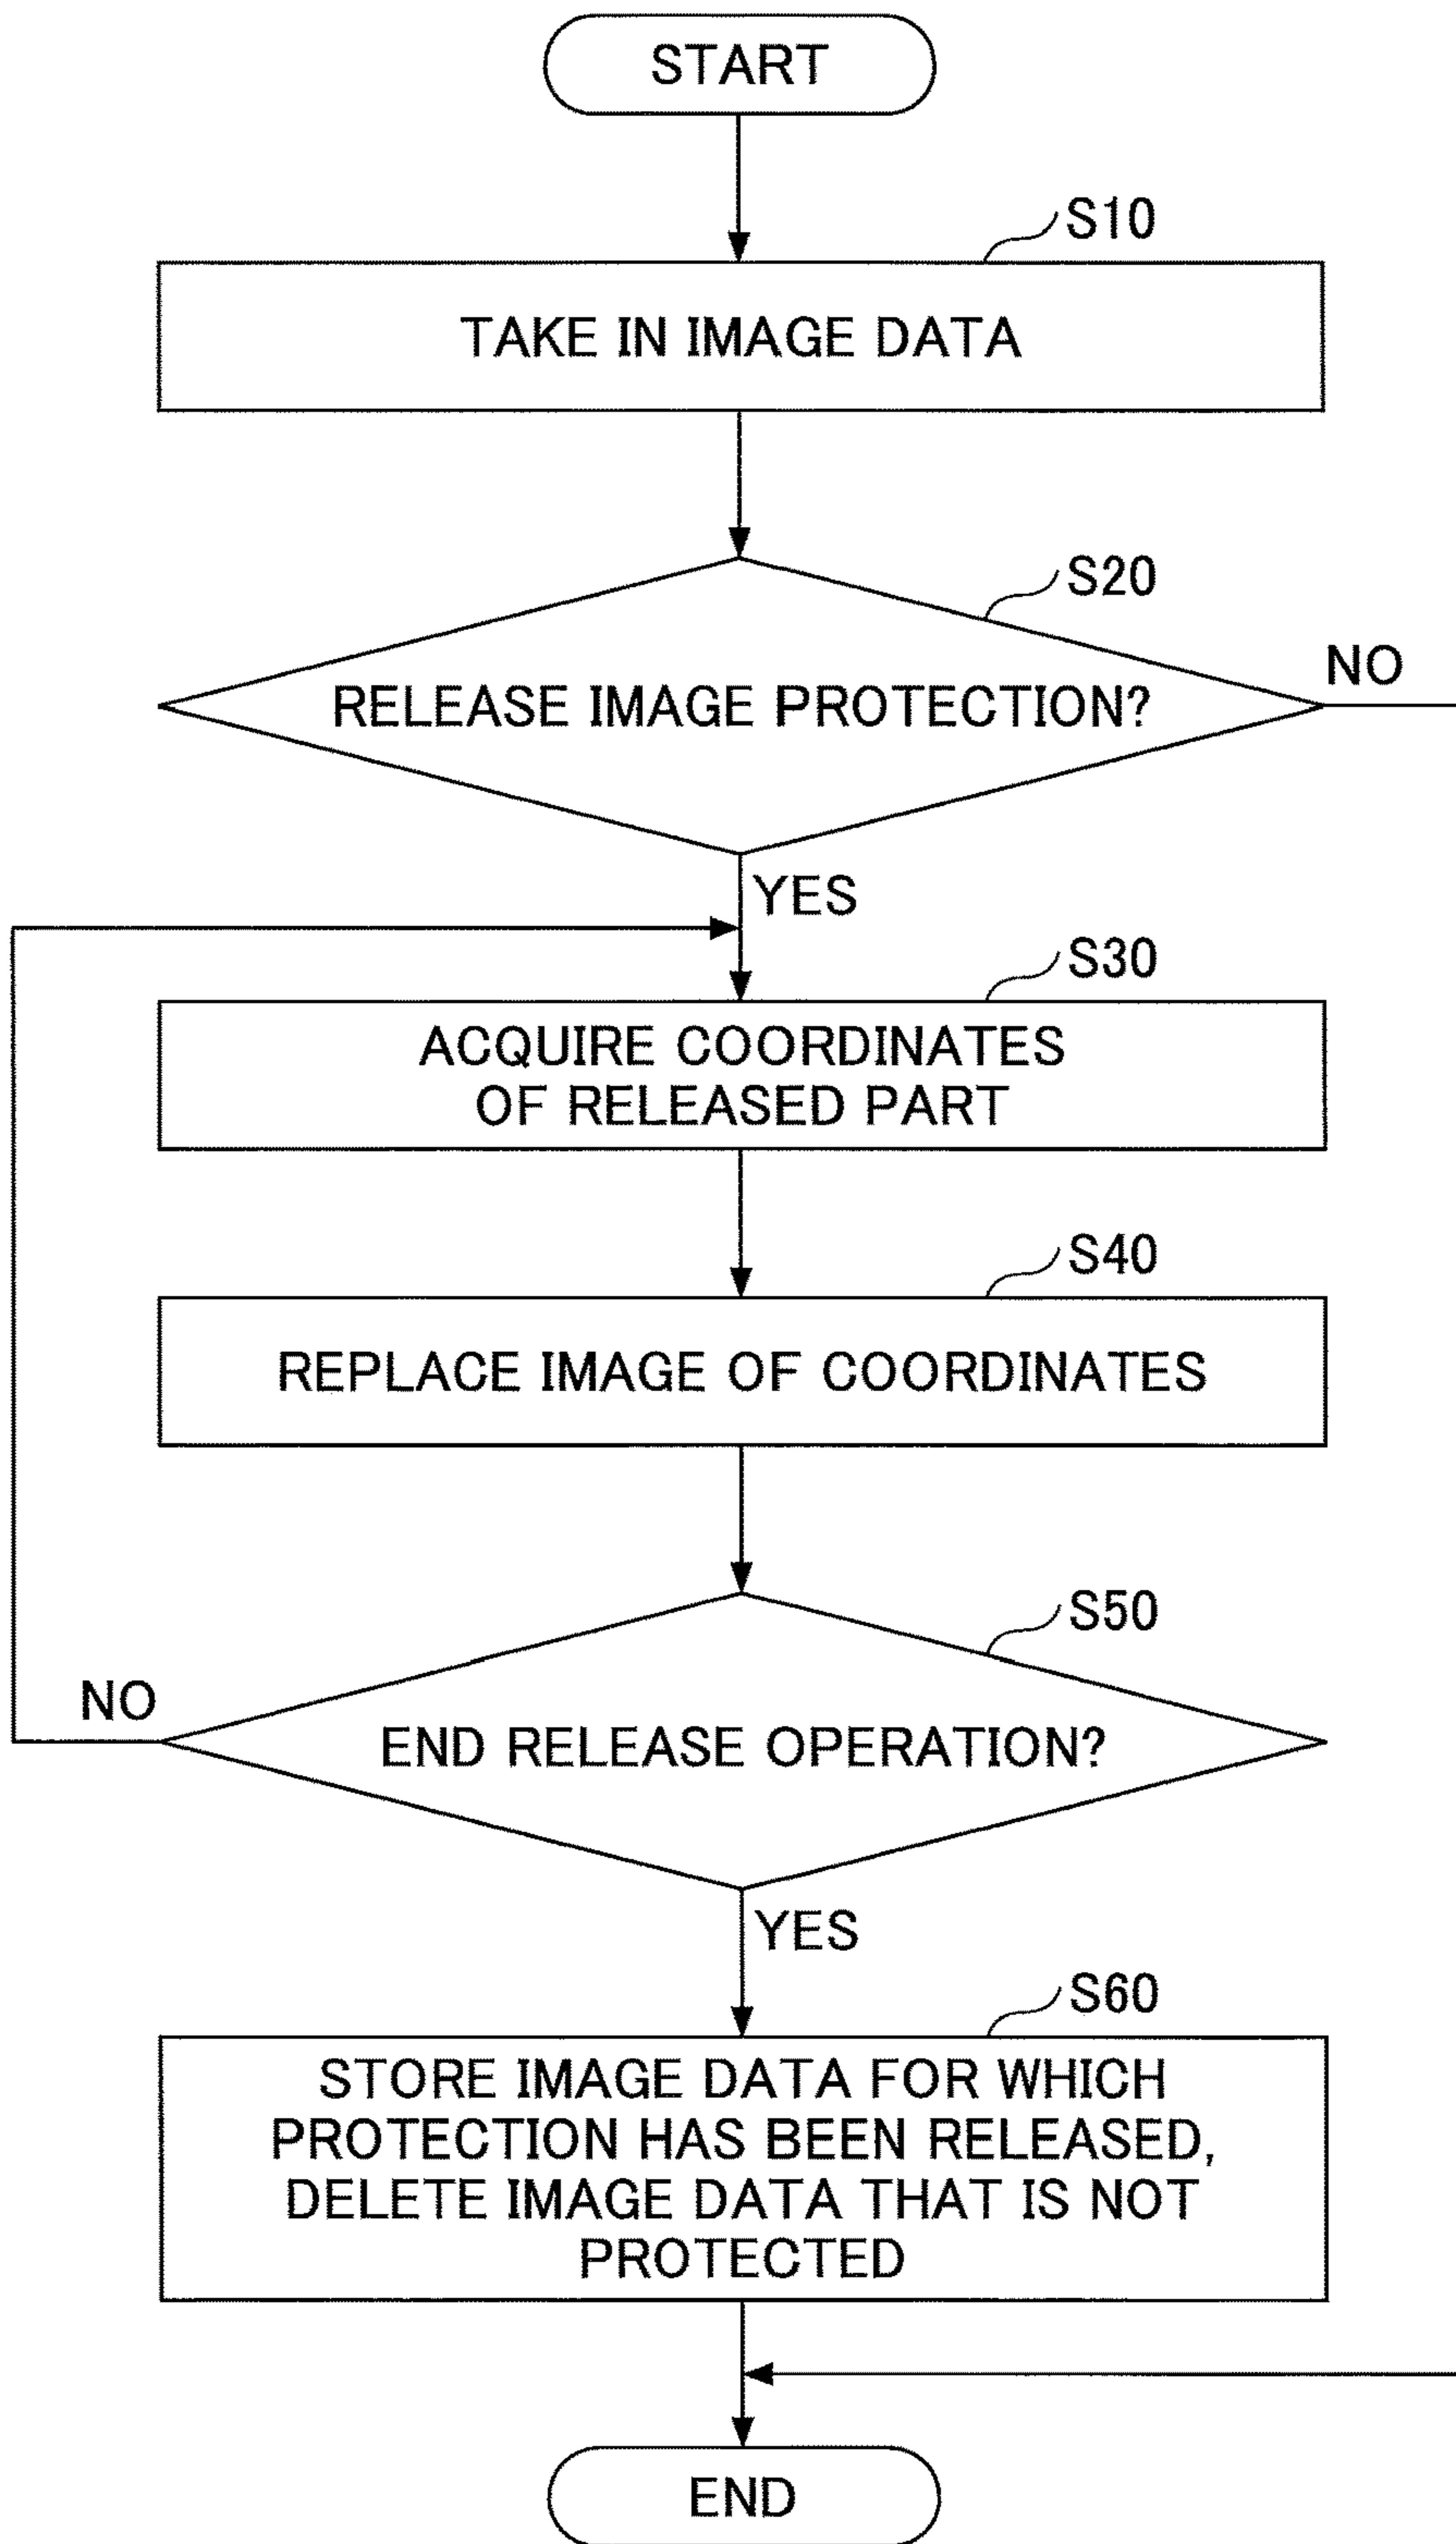 START
S10
TAKE IN IMAGE DATA
S20
RELEASE IMAGE PROTECTION?
NO
YES
S30
ACQUIRE COORDINATES
OF RELEASED PART
S40
REPLACE IMAGE OF COORDINATES
S50
END RELEASE OPERATION?
NO
YES
S60
STORE IMAGE DATA FOR WHICH
PROTECTION HAS BEEN RELEASED,
DELETE IMAGE DATA THAT IS NOT
PROTECTED
END